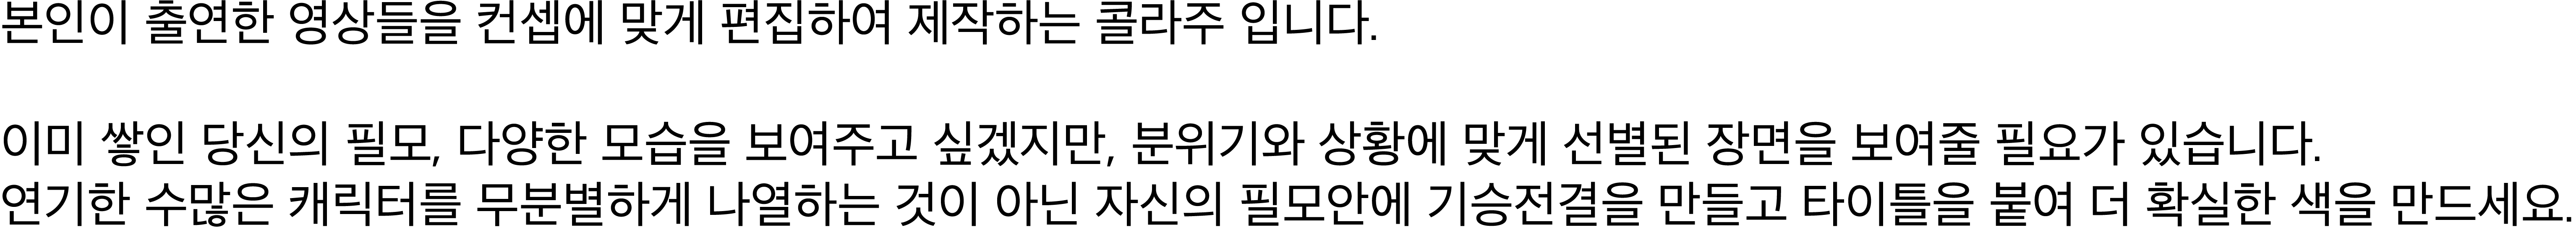 본인이 출연한 영상들을 컨셉에 맞게 편집하여 제작하는 콜라주 입니다.
이미 쌓인 당신의 필모, 다양한 모습을 보여주고 싶겠지만, 분위기와 상황에 맞게 선별된 장면을 보여줄 필요가 있습니다.
연기한 수많은 캐릭터를 무분별하게 나열하는 것이 아닌 자신의 필모안에 기승전결을 만들고 타이틀을 붙여 더 확실한 색을 만드세요.